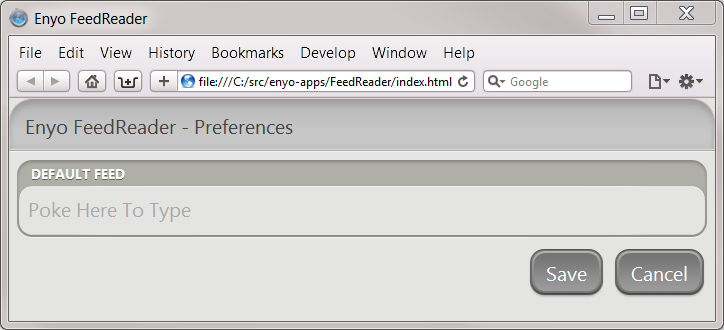 Enyo FeedReader
File Edit View History Bookmarks Develop Window Help
file:///C:/src/enyo-apps/FeedReader/index.html Google
Enyo FeedReader - Preferences
DEFAULT FEED
Poke Here To Type
Save Cancel